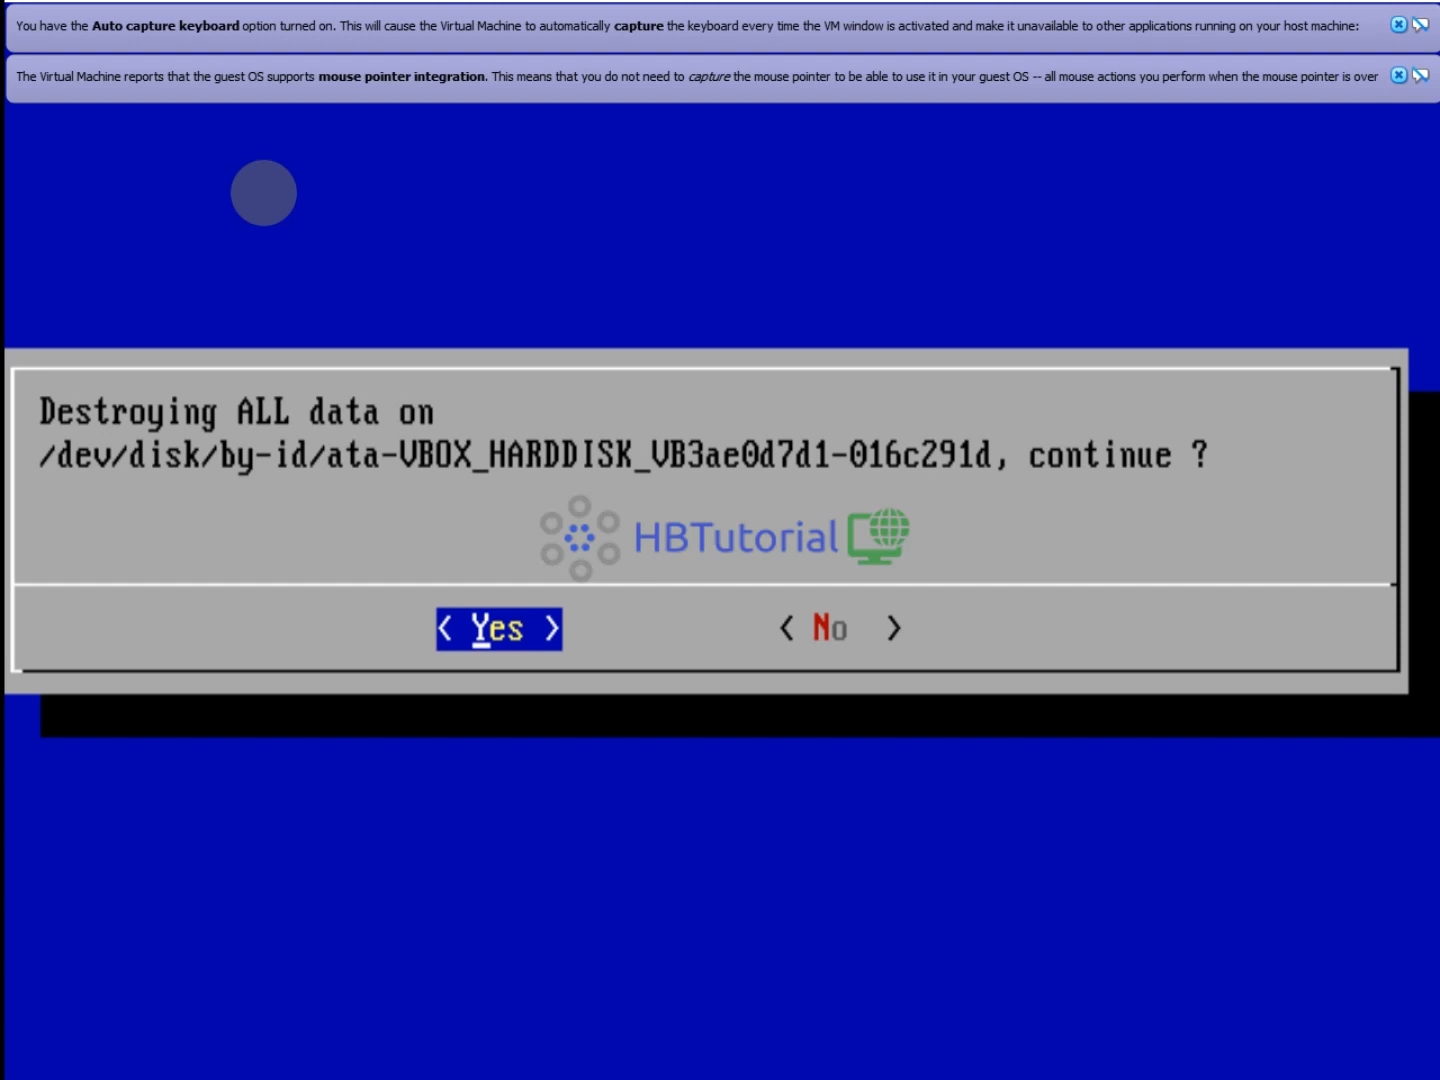 You have the Auto capture keyboard option turned on. This will cause the Virtual Machine to automatically capture the keyboard every time the VM window is activated and make it unavailable to other applications running on your host machine:
The Virtual Machine reports that the guest OS supports mouse pointer integration. This means that you do not need to capture the mouse pointer to be able to use it in your guest OS -- all mouse actions you perform when the mouse pointer is over
Destroying ALL data on
/dev/disk/by-id/ata-VBOX_HARDDISK_VB3ae0d7d1-016c291d, continue ?
HBTutorial
< Yes > < No >